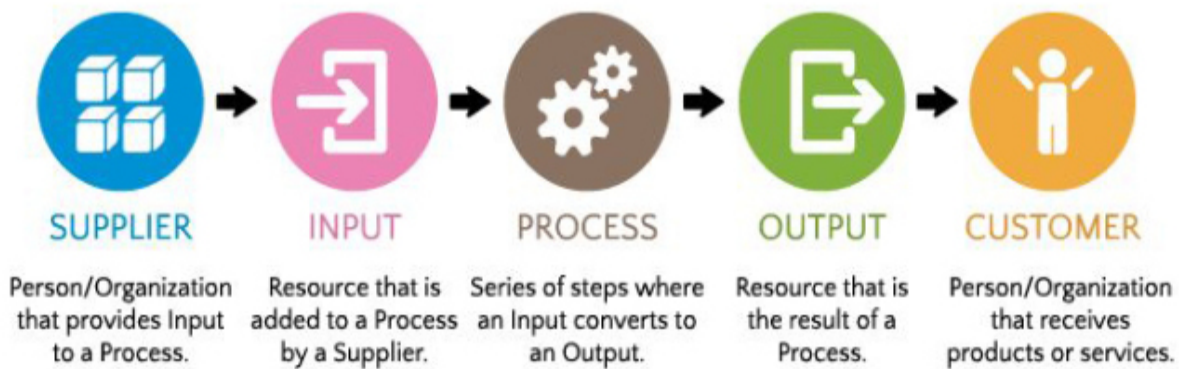 SUPPLIER
INPUT
PROCESS
OUTPUT
CUSTOMER
Person/Organization
that provides Input
to a Process.
Resource that is
added to a Process
by a Supplier.
Series of steps where
an Input converts to
an Output.
Resource that is
the result of a
Process.
Person/Organization
that receives
products or services.